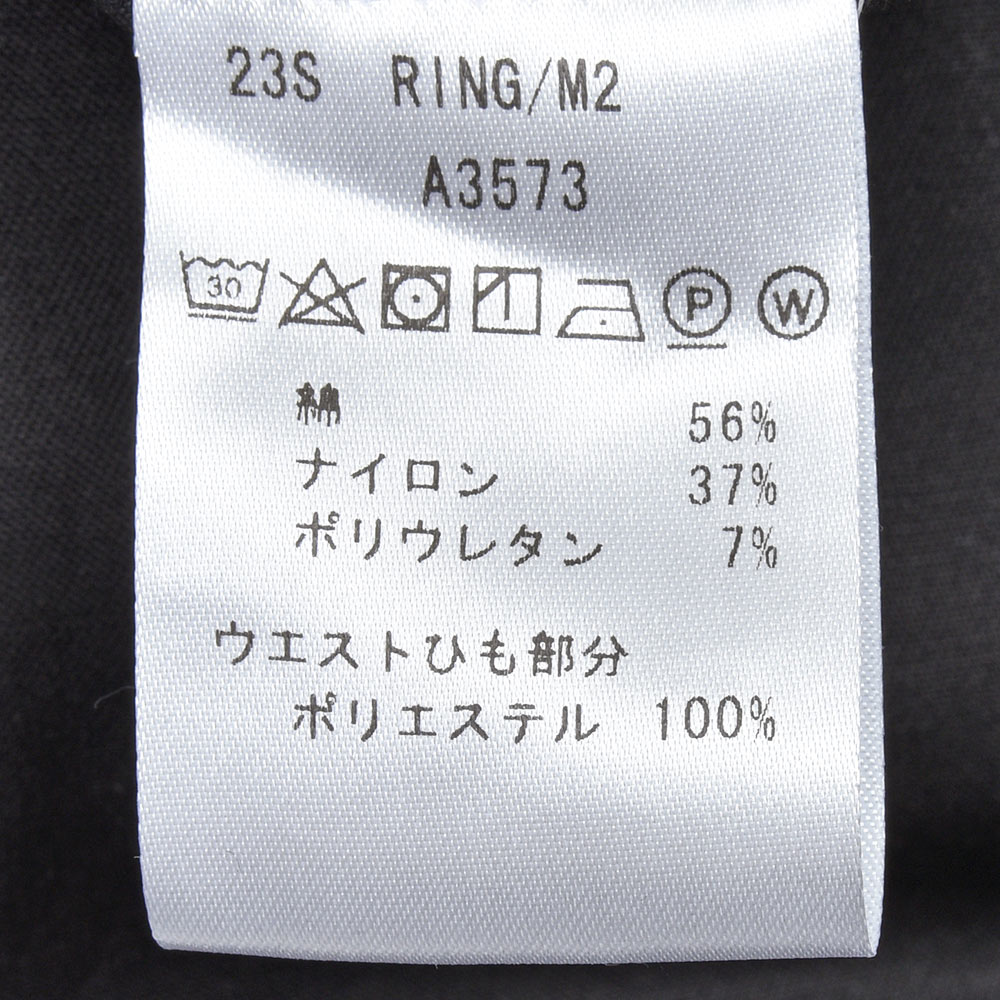 23S RING/M2
A3573
30 P W
綿 56%
ナイロン 37%
ポリウレタン 7%
ウエストひも部分
ポリエステル 100%